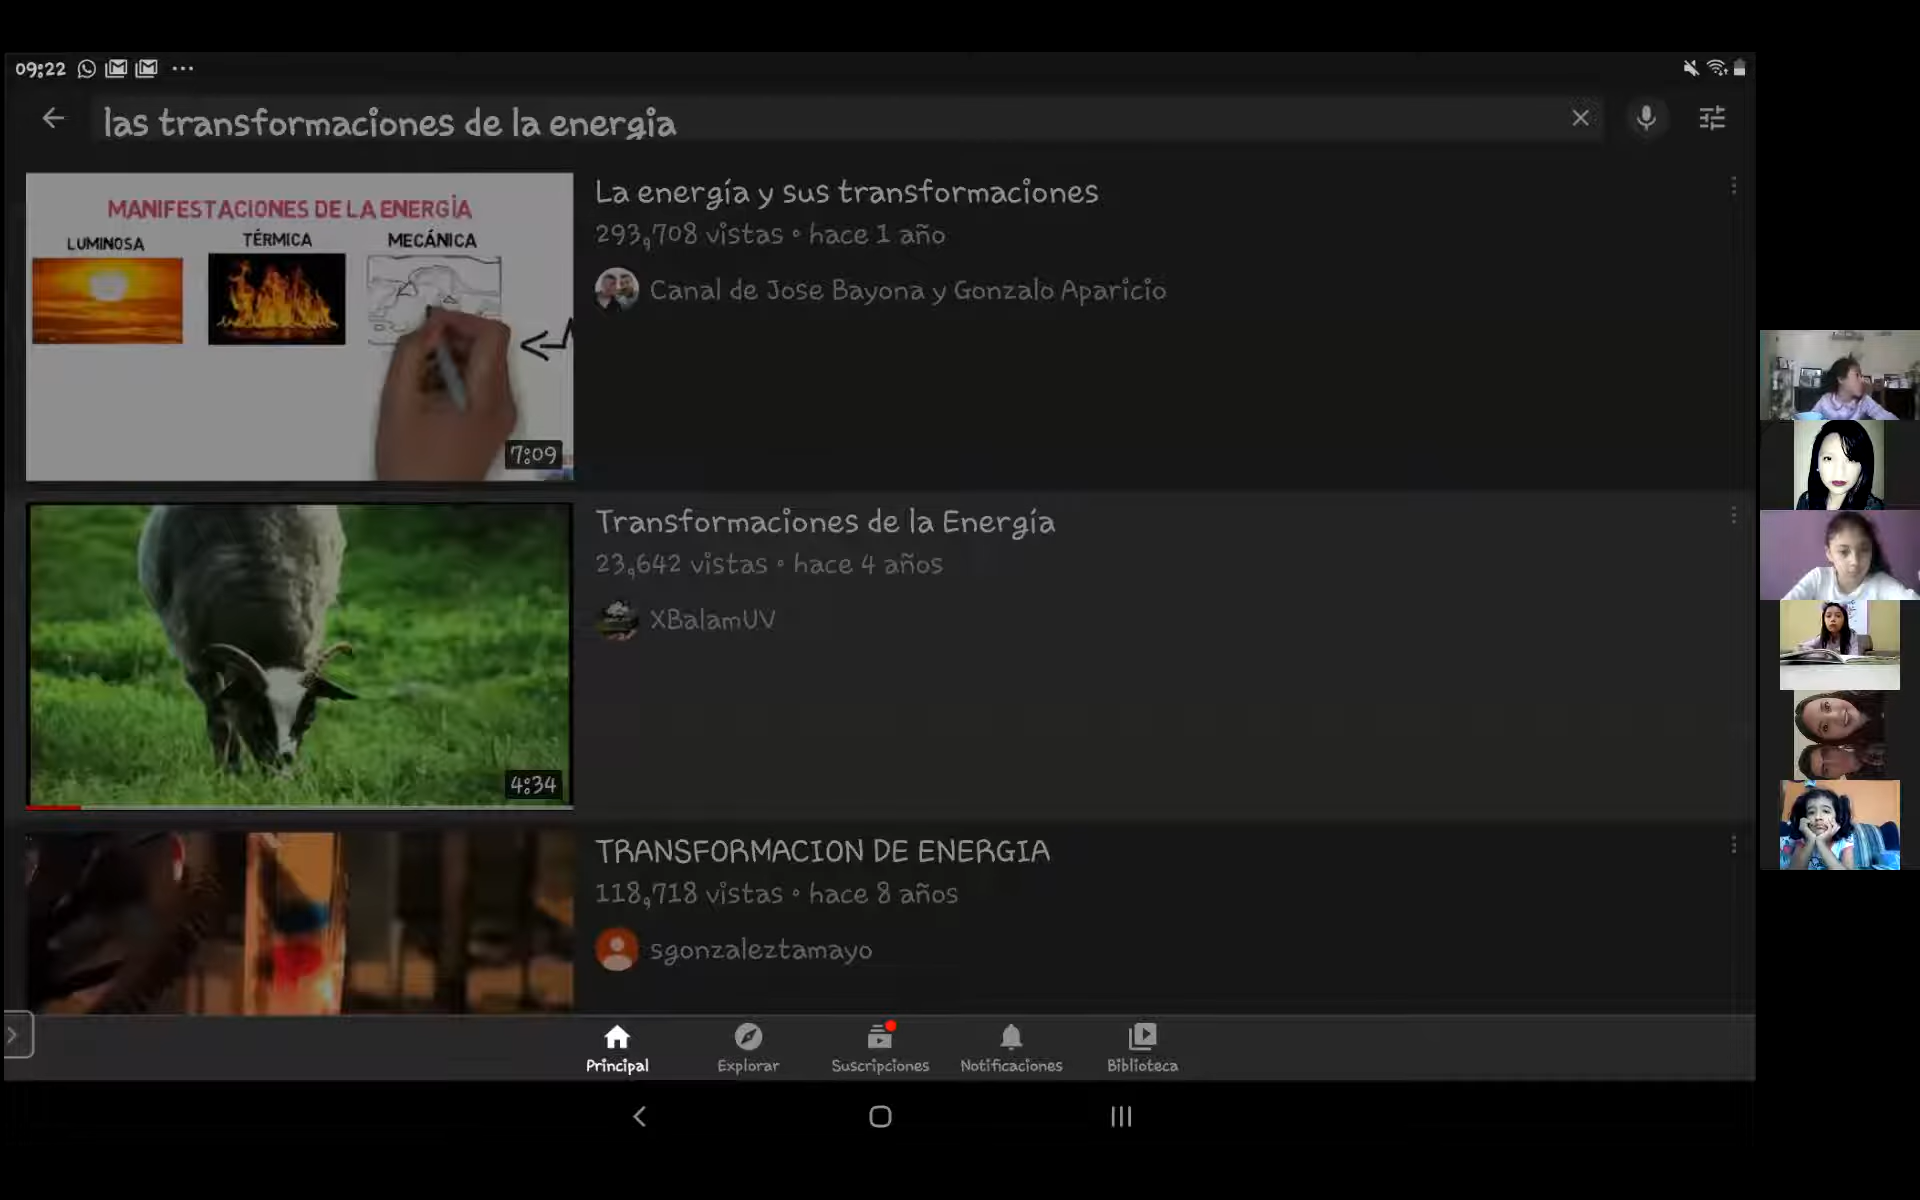 09:22
las transformaciones de la energia
MANIFESTACIONES DE LA ENERGÍA
LUMINOSA
TÉRMICA
MECÁNICA
7:09
La energía y sus transformaciones
293,708 vistas • hace 1 año
Canal de Jose Bayona y Gonzalo Aparicio
4:34
Transformaciones de la Energía
23,642 vistas • hace 4 años
XBalamUV
TRANSFORMACION DE ENERGIA
118,718 vistas • hace 8 años
sgonzaleztamayo
Principal
Explorar
Suscripciones
Notificaciones
Biblioteca